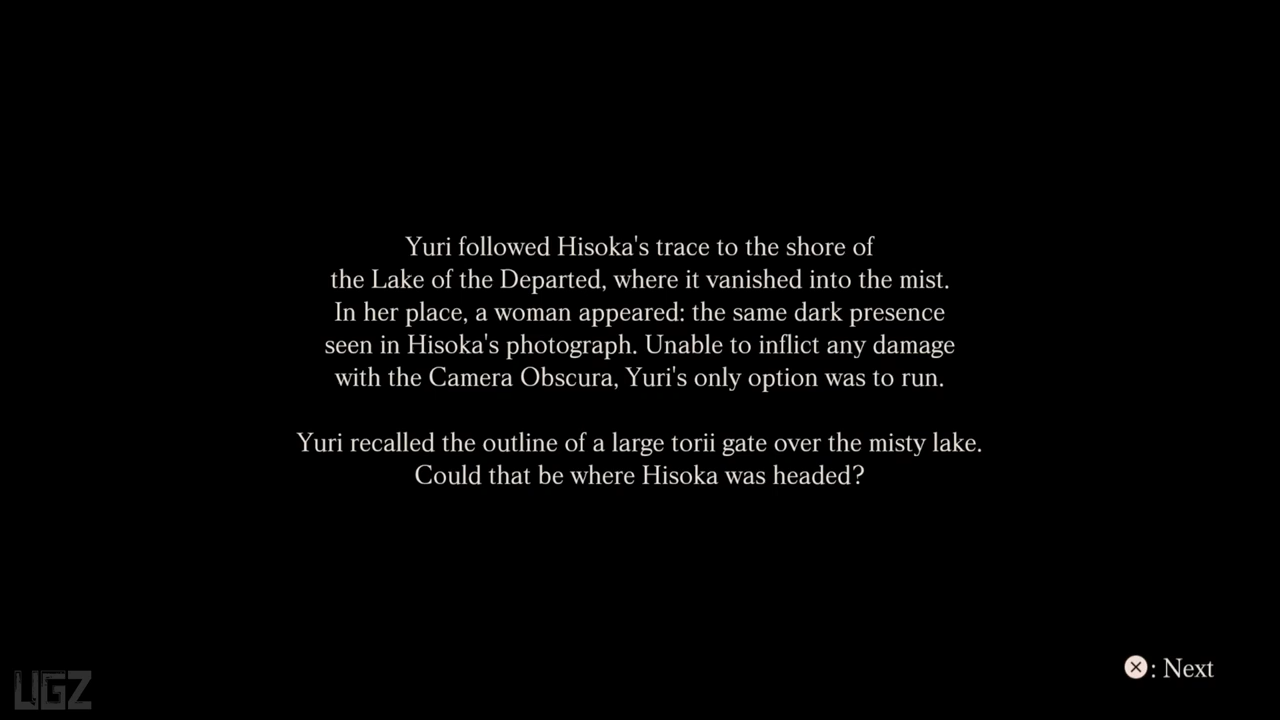 Yuri followed Hisoka's trace to the shore of
the Lake of the Departed, where it vanished into the mist.
In her place, a woman appeared: the same dark presence
seen in Hisoka's photograph. Unable to inflict any damage
with the Camera Obscura, Yuri's only option was to run.
Yuri recalled the outline of a large torii gate over the misty lake.
Could that be where Hisoka was headed?
Ⓧ: Next
UGZ